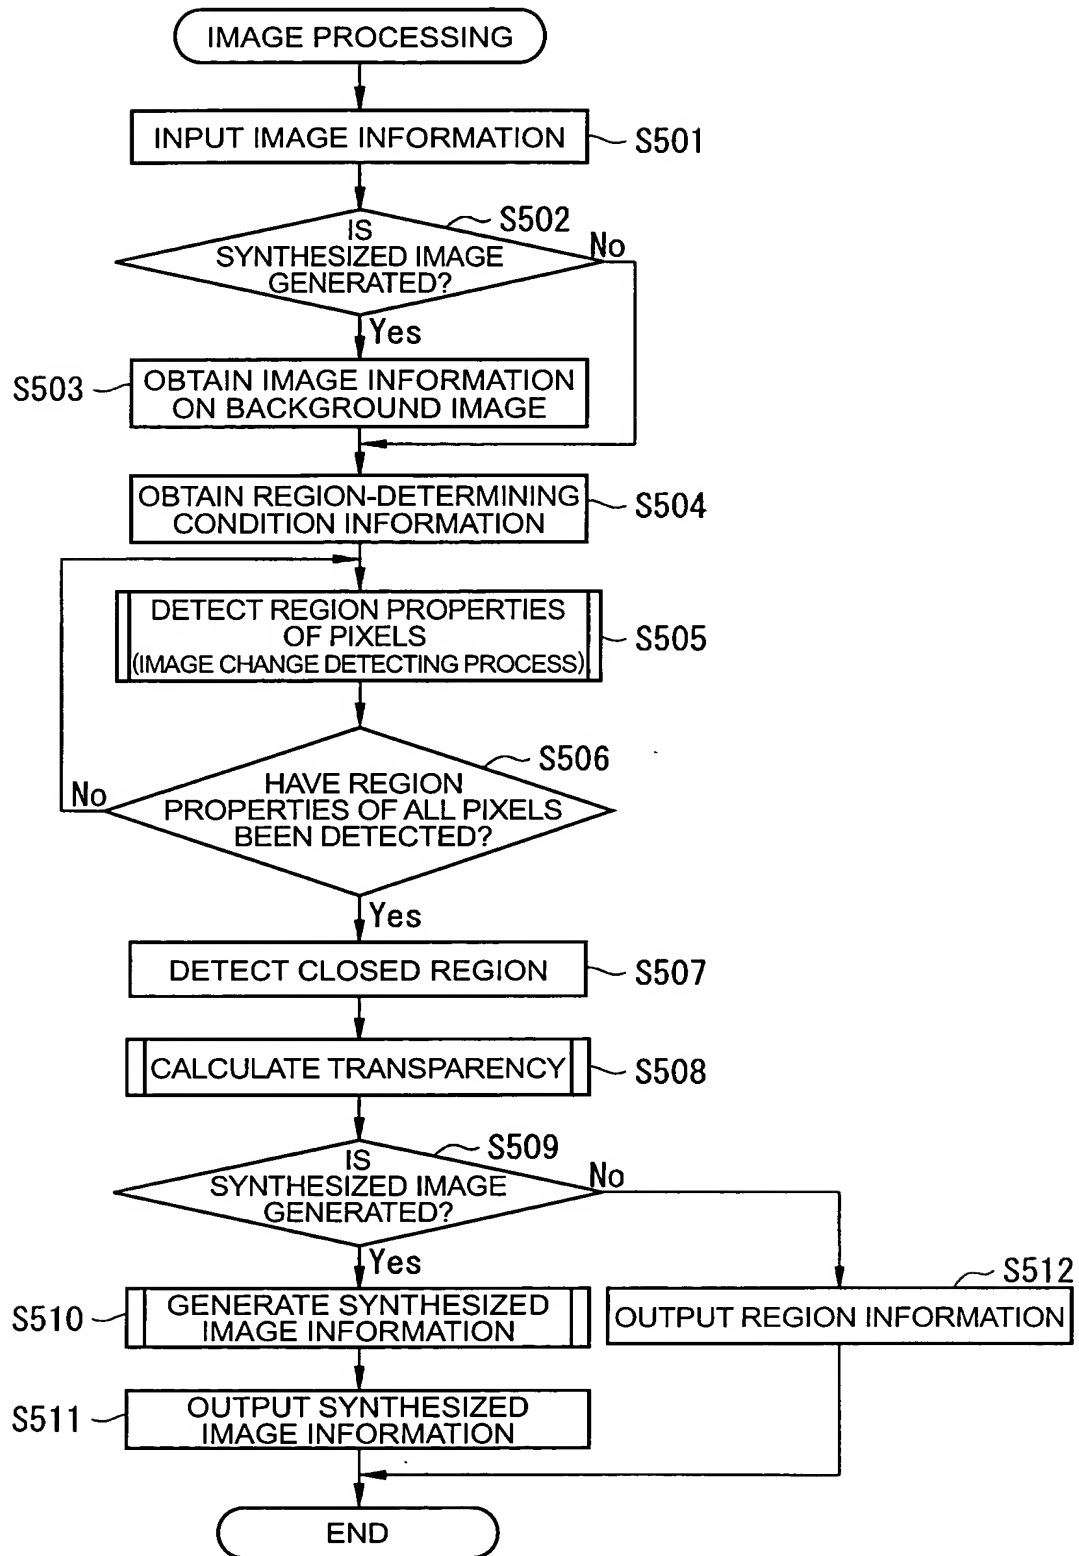 IMAGE PROCESSING
INPUT IMAGE INFORMATION
S501
S502
IS
SYNTHESIZED IMAGE
GENERATED?
No
Yes
S503
OBTAIN IMAGE INFORMATION
ON BACKGROUND IMAGE
OBTAIN REGION-DETERMINING
CONDITION INFORMATION
S504
DETECT REGION PROPERTIES
OF PIXELS
(IMAGE CHANGE DETECTING PROCESS)
S505
S506
HAVE REGION
PROPERTIES OF ALL PIXELS
BEEN DETECTED?
No
Yes
DETECT CLOSED REGION
S507
CALCULATE TRANSPARENCY
S508
S509
IS
SYNTHESIZED IMAGE
GENERATED?
No
Yes
S510
GENERATE SYNTHESIZED
IMAGE INFORMATION
S512
OUTPUT REGION INFORMATION
S511
OUTPUT SYNTHESIZED
IMAGE INFORMATION
END